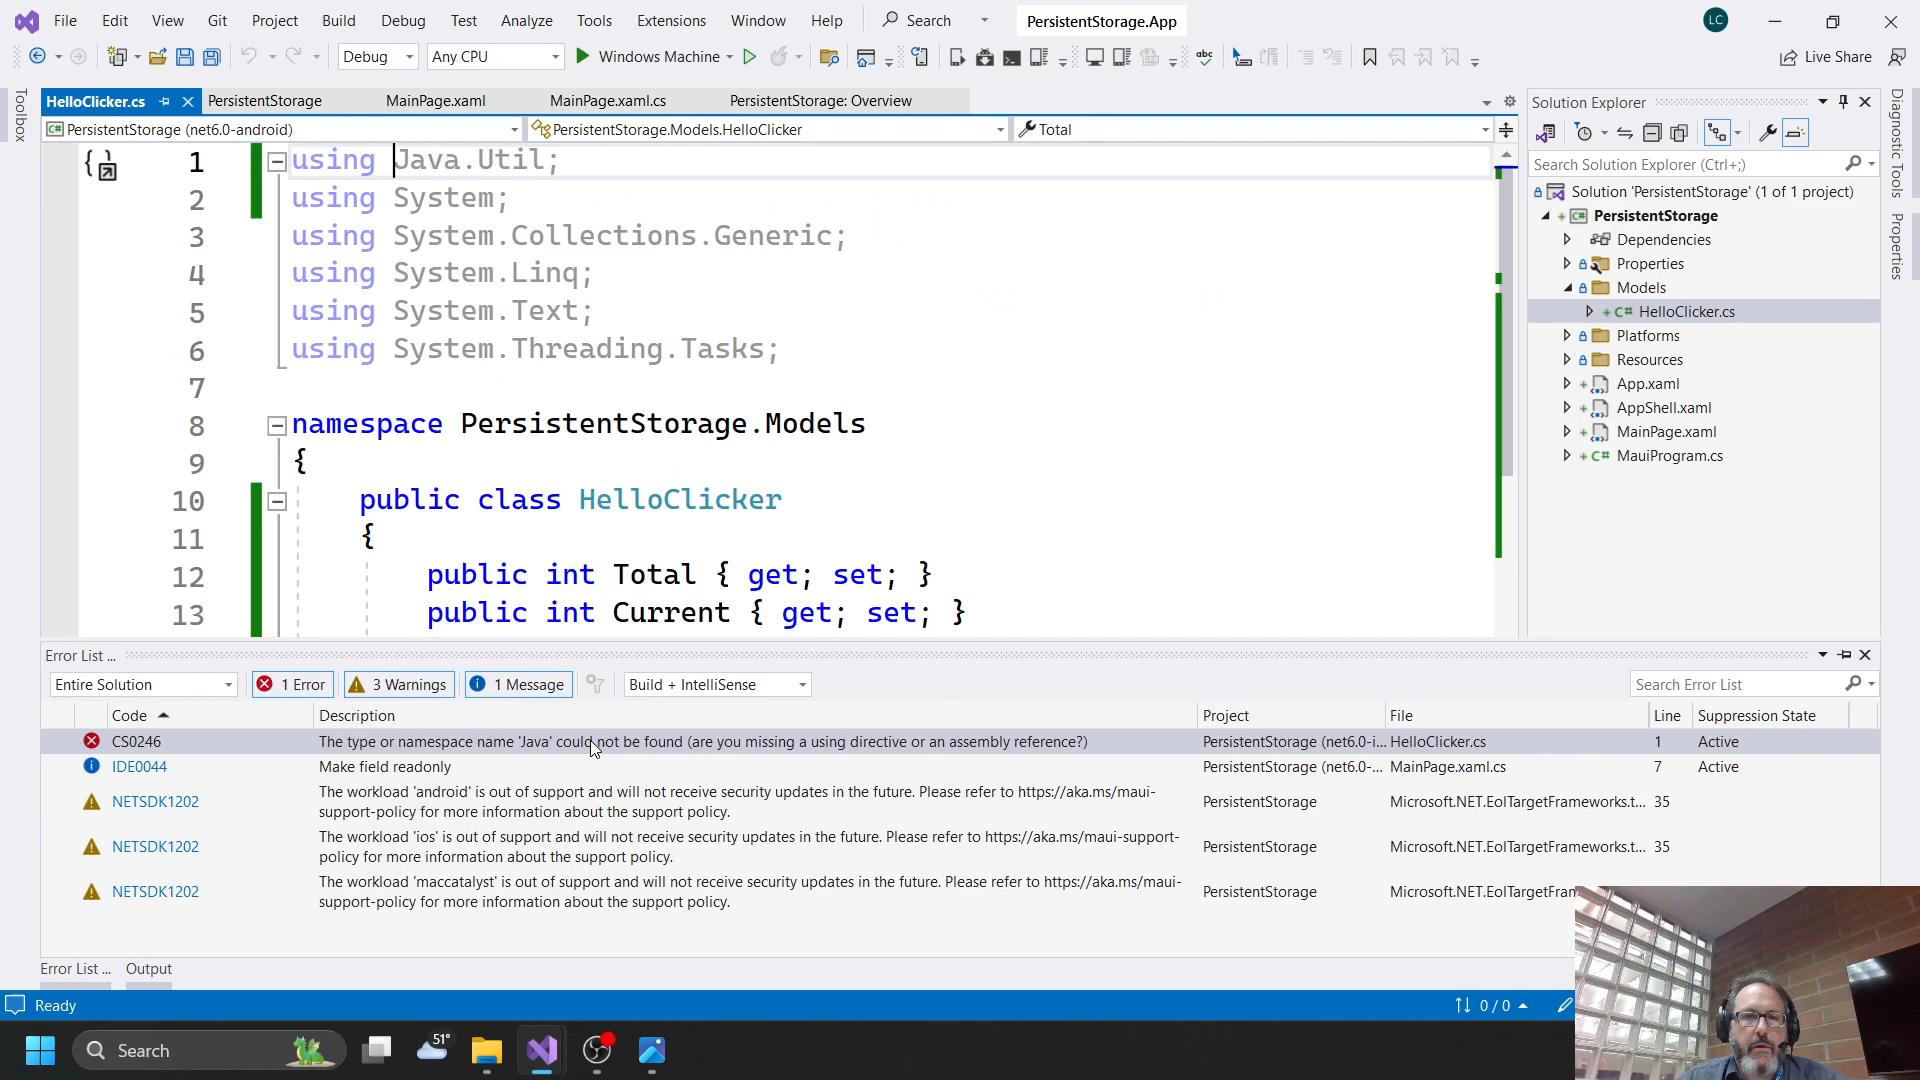 File Edit View Git Project Build Debug Test Analyze Tools Extensions Window Help Search PersistentStorage.App LC
Debug Any CPU Windows Machine abc Live Share
HelloClicker.cs PersistentStorage MainPage.xaml MainPage.xaml.cs PersistentStorage: Overview
PersistentStorage (net6.0-android) PersistentStorage.Models.HelloClicker Total
Toolbox
1 using Java.Util;
2 using System;
3 using System.Collections.Generic;
4 using System.Linq;
5 using System.Text;
6 using System.Threading.Tasks;
7
8 namespace PersistentStorage.Models
9 {
10 public class HelloClicker
11 {
12 public int Total { get; set; }
13 public int Current { get; set; }
Solution Explorer
Search Solution Explorer (Ctrl+;)
Solution 'PersistentStorage' (1 of 1 project)
C# PersistentStorage
Dependencies
Properties
Models
C# HelloClicker.cs
Platforms
Resources
App.xaml
AppShell.xaml
MainPage.xaml
C# MauiProgram.cs
Diagnostic Tools
Properties
Error List ...
Entire Solution 1 Error 3 Warnings 1 Message Build + IntelliSense Search Error List
Code Description Project File Line Suppression State
CS0246 The type or namespace name 'Java' could not be found (are you missing a using directive or an assembly reference?) PersistentStorage (net6.0-i... HelloClicker.cs 1 Active
IDE0044 Make field readonly PersistentStorage (net6.0-... MainPage.xaml.cs 7 Active
NETSDK1202 The workload 'android' is out of support and will not receive security updates in the future. Please refer to https://aka.ms/maui-
support-policy for more information about the support policy. PersistentStorage Microsoft.NET.EolTargetFrameworks.t... 35
NETSDK1202 The workload 'ios' is out of support and will not receive security updates in the future. Please refer to https://aka.ms/maui-support-
policy for more information about the support policy. PersistentStorage Microsoft.NET.EolTargetFrameworks.t... 35
NETSDK1202 The workload 'maccatalyst' is out of support and will not receive security updates in the future. Please refer to https://aka.ms/maui-
support-policy for more information about the support policy. PersistentStorage Microsoft.NET.EolTargetFram
Error List ... Output
Ready 0 / 0
Search 51°